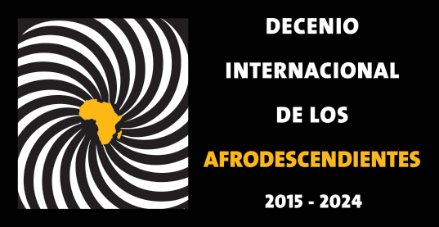 DECENIO
INTERNACIONAL
DE LOS
AFRODESCENDIENTES
2015 - 2024